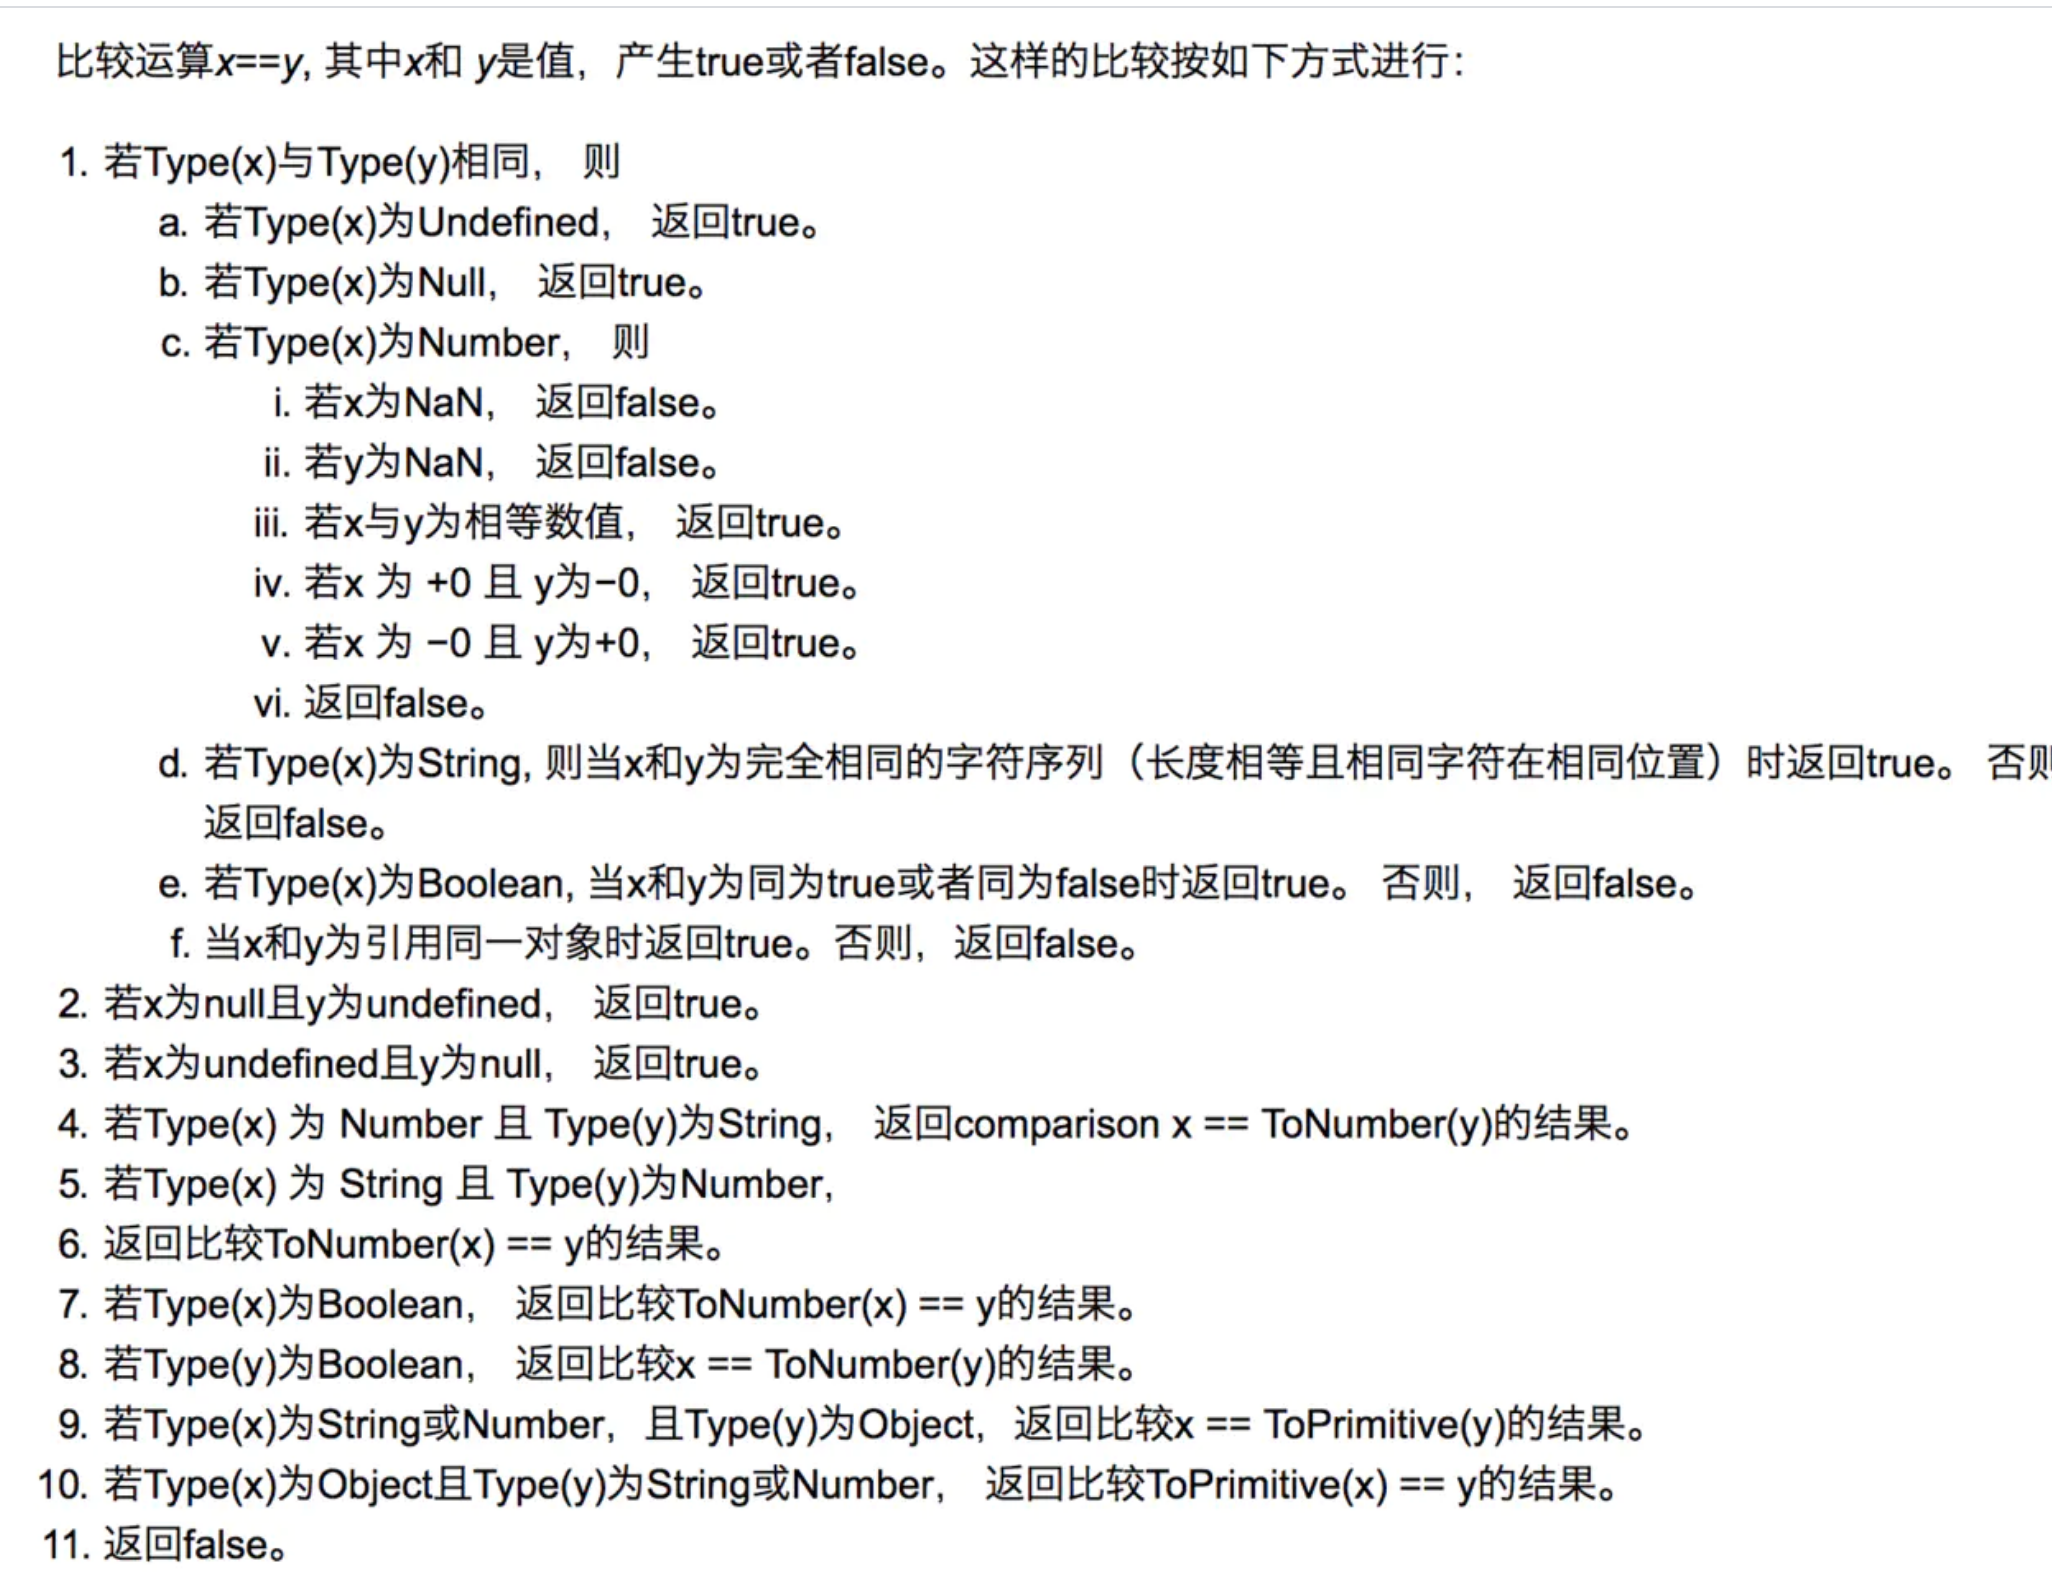 比较运算x==y, 其中x和 y是值，产生true或者false。这样的比较按如下方式进行：
1. 若Type(x)与Type(y)相同， 则
a. 若Type(x)为Undefined， 返回true。
b. 若Type(x)为Null， 返回true。
c. 若Type(x)为Number， 则
i. 若x为NaN， 返回false。
ii. 若y为NaN， 返回false。
iii. 若x与y为相等数值， 返回true。
iv. 若x 为 +0 且 y为−0， 返回true。
v. 若x 为 −0 且 y为+0， 返回true。
vi. 返回false。
d. 若Type(x)为String, 则当x和y为完全相同的字符序列（长度相等且相同字符在相同位置）时返回true。 否则
返回false。
e. 若Type(x)为Boolean, 当x和y为同为true或者同为false时返回true。 否则， 返回false。
f. 当x和y为引用同一对象时返回true。否则，返回false。
2. 若x为null且y为undefined， 返回true。
3. 若x为undefined且y为null， 返回true。
4. 若Type(x) 为 Number 且 Type(y)为String， 返回comparison x == ToNumber(y)的结果。
5. 若Type(x) 为 String 且 Type(y)为Number，
6. 返回比较ToNumber(x) == y的结果。
7. 若Type(x)为Boolean， 返回比较ToNumber(x) == y的结果。
8. 若Type(y)为Boolean， 返回比较x == ToNumber(y)的结果。
9. 若Type(x)为String或Number，且Type(y)为Object，返回比较x == ToPrimitive(y)的结果。
10. 若Type(x)为Object且Type(y)为String或Number， 返回比较ToPrimitive(x) == y的结果。
11. 返回false。